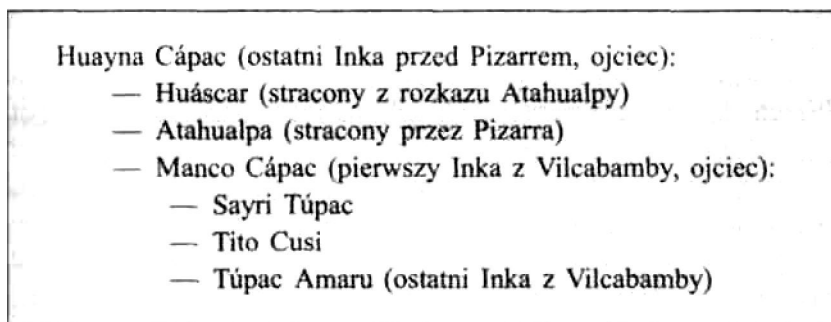 Huayna Cápac (ostatni Inka przed Pizarrem, ojciec):
— Huáscar (stracony z rozkazu Atahualpy)
— Atahualpa (stracony przez Pizarra)
— Manco Cápac (pierwszy Inka z Vilcabamby, ojciec):
— Sayri Túpac
— Tito Cusi
— Túpac Amaru (ostatni Inka z Vilcabamby)